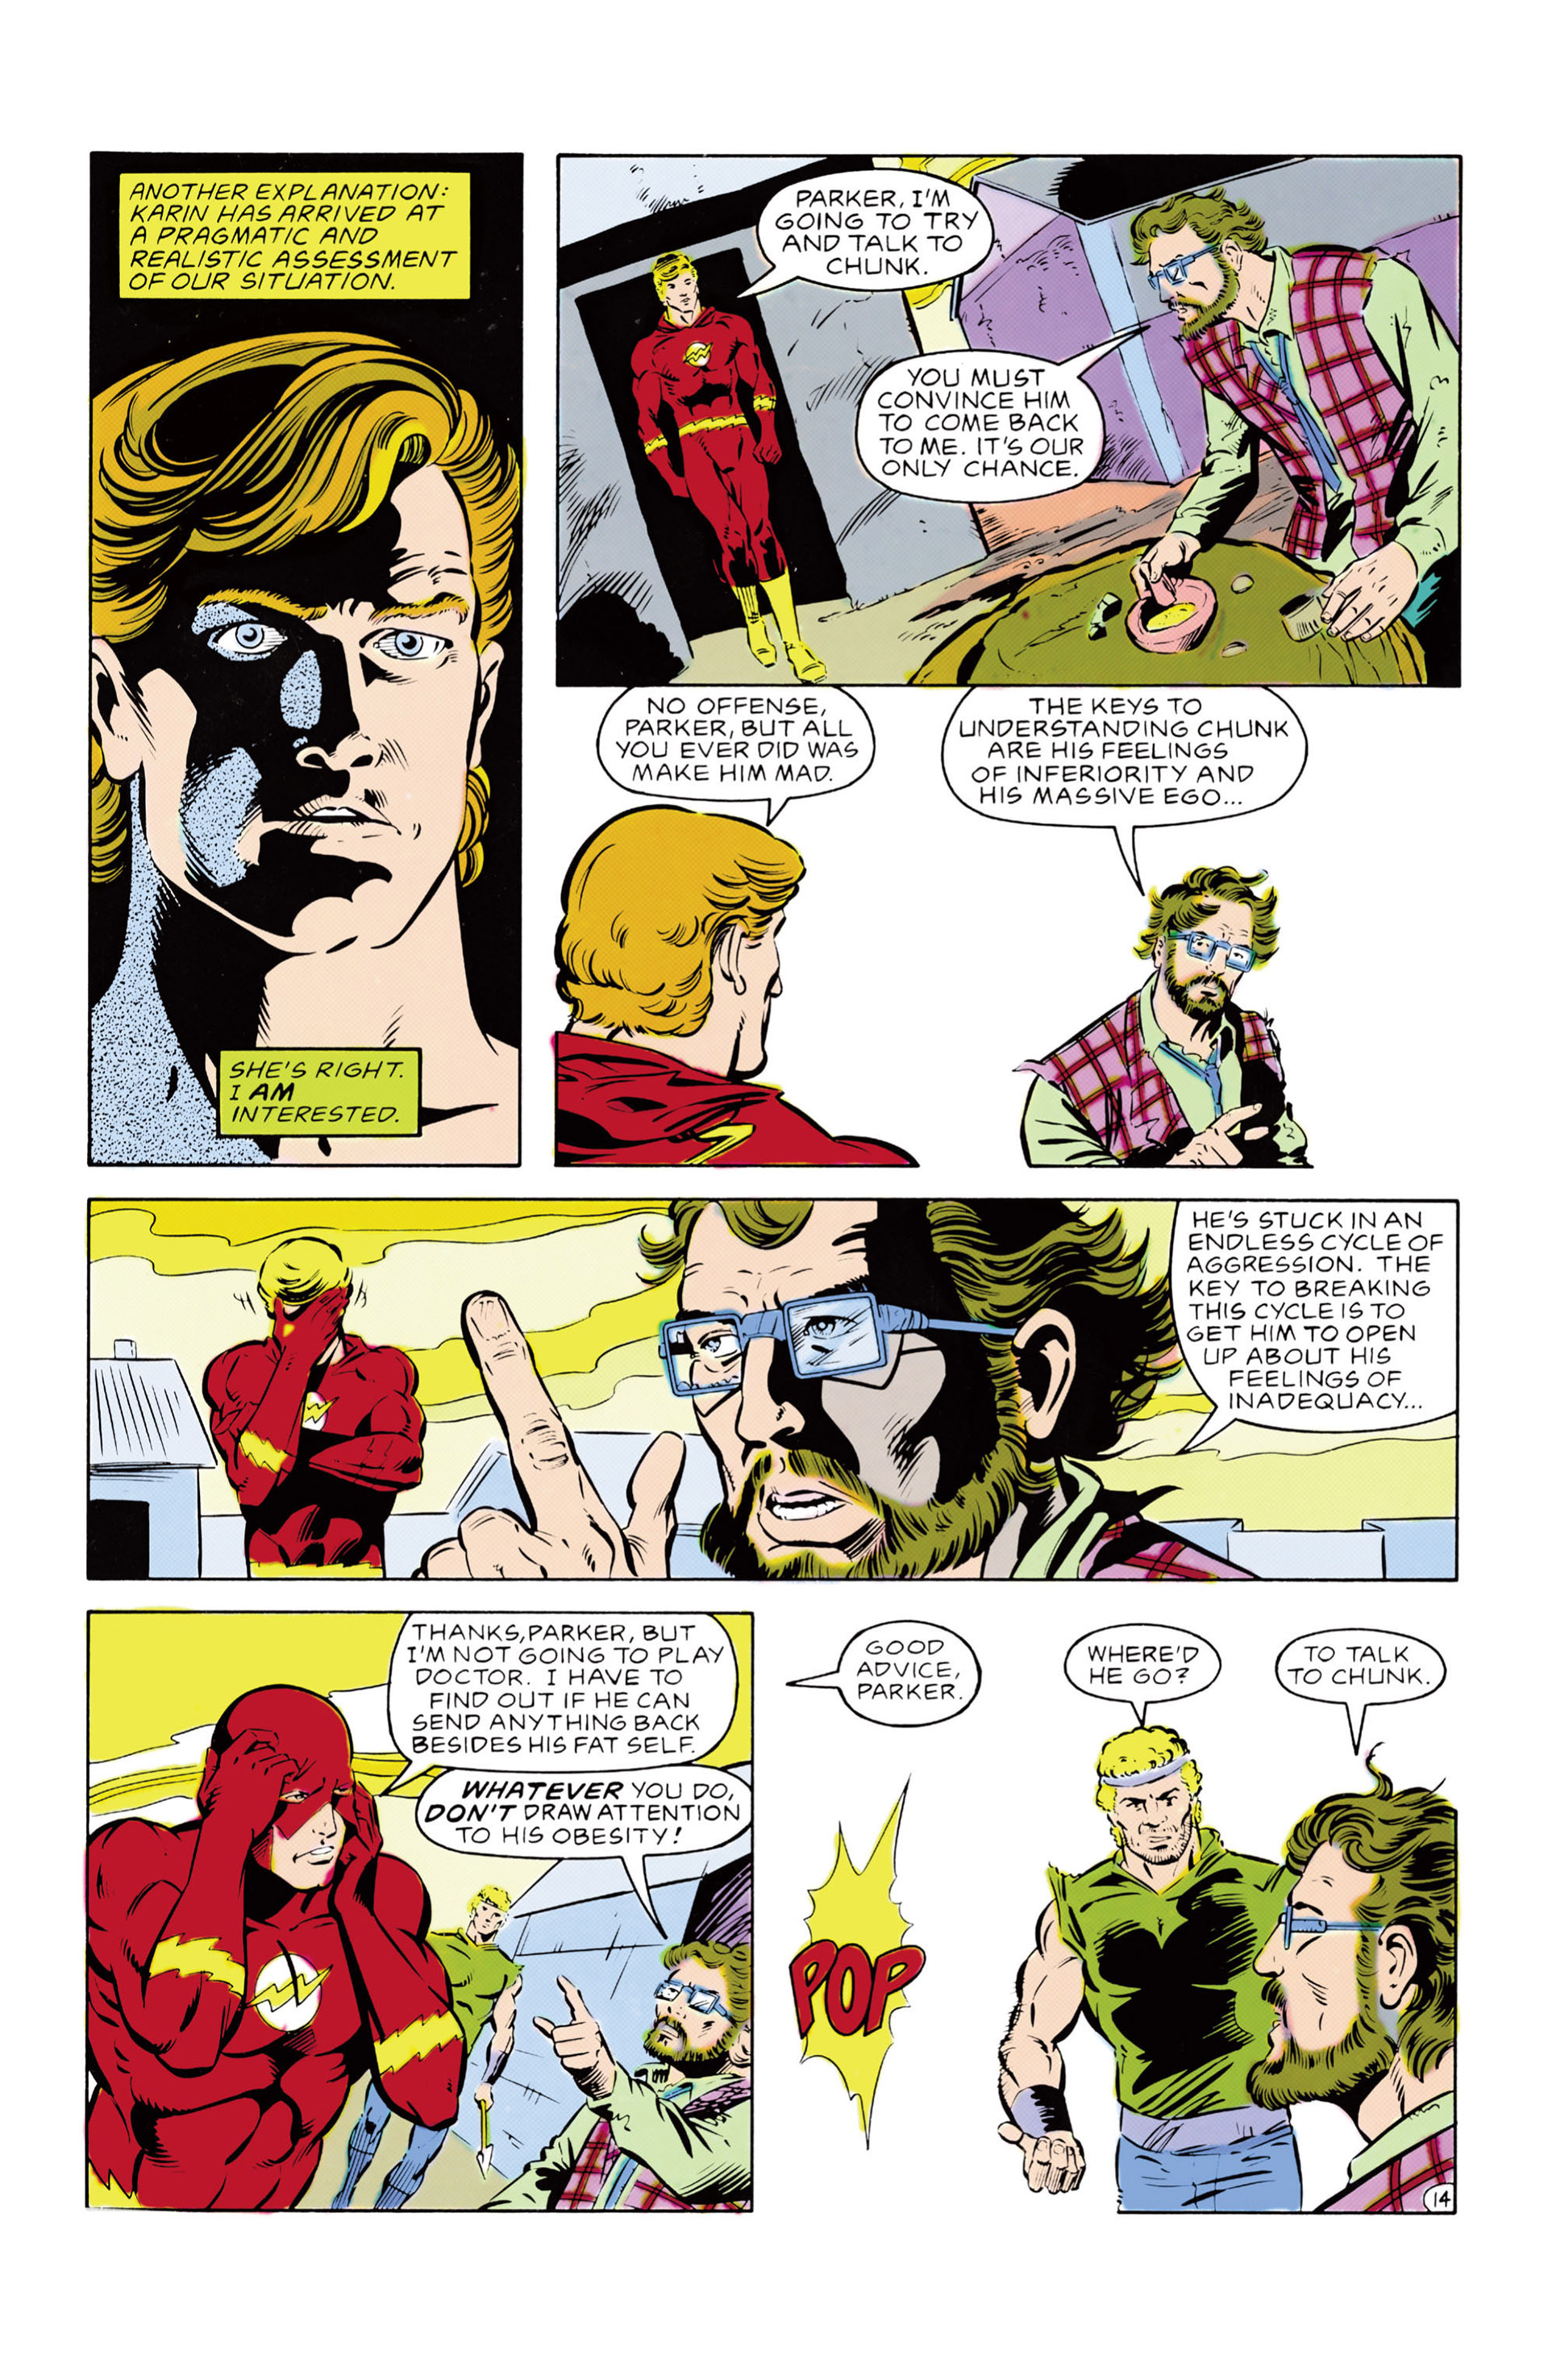 ANOTHER EXPLANATION:
KARIN HAS ARRIVED AT
A PRAGMATIC AND
REALISTIC ASSESSMENT
OF OUR SITUATION.
SHE'S RIGHT.
I AM
INTERESTED.
PARKER, I'M
GOING TO TRY
AND TALK TO
CHUNK.
YOU MUST
CONVINCE HIM
TO COME BACK
TO ME. IT'S OUR
ONLY CHANCE.
NO OFFENSE,
PARKER, BUT ALL
YOU EVER DID WAS
MAKE HIM MAD.
THE KEYS TO
UNDERSTANDING CHUNK
ARE HIS FEELINGS
OF INFERIORITY AND
HIS MASSIVE EGO...
HE'S STUCK IN AN
ENDLESS CYCLE OF
AGGRESSION. THE
KEY TO BREAKING
THIS CYCLE IS TO
GET HIM TO OPEN
UP ABOUT HIS
FEELINGS OF
INADEQUACY...
THANKS, PARKER, BUT
I'M NOT GOING TO PLAY
DOCTOR. I HAVE TO
FIND OUT IF HE CAN
SEND ANYTHING BACK
BESIDES HIS FAT SELF.
WHATEVER YOU DO,
DON'T DRAW ATTENTION
TO HIS OBESITY!
GOOD
ADVICE,
PARKER.
POP
WHERE'D
HE GO?
TO TALK
TO CHUNK.
14